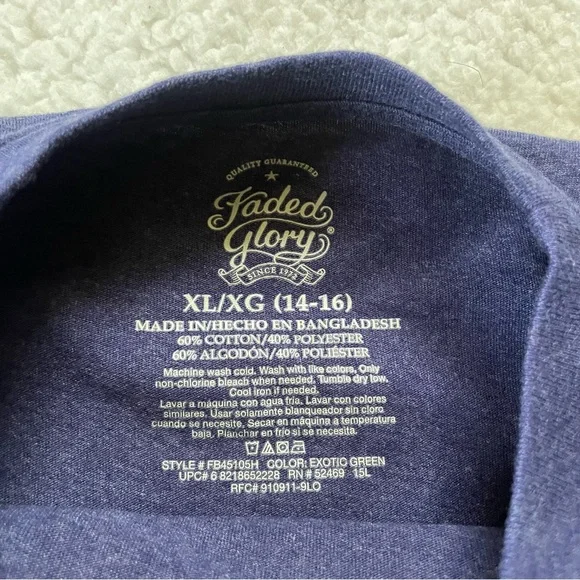 QUALITY GUARANTEED
Faded
Glory®
SINCE 1972
XL/XG (14-16)
MADE IN/HECHO EN BANGLADESH
60% COTTON/40% POLYESTER
60% ALGODÓN/40% POLIÉSTER
Machine wash cold. Wash with like colors. Only
non-chlorine bleach when needed. Tumble dry low.
Cool iron if needed.
Lavar a máquina con agua fria. Lavar con colores
similares. Usar solamente blanqueador sin cloro
cuando se necesite. Secar en máquina a temperatura
baja. Planchar en frío si se necesita.
STYLE # FB45105H COLOR: EXOTIC GREEN
UPC# 6 8218652228 RN # 52469 15L
RFC# 910911-9LO